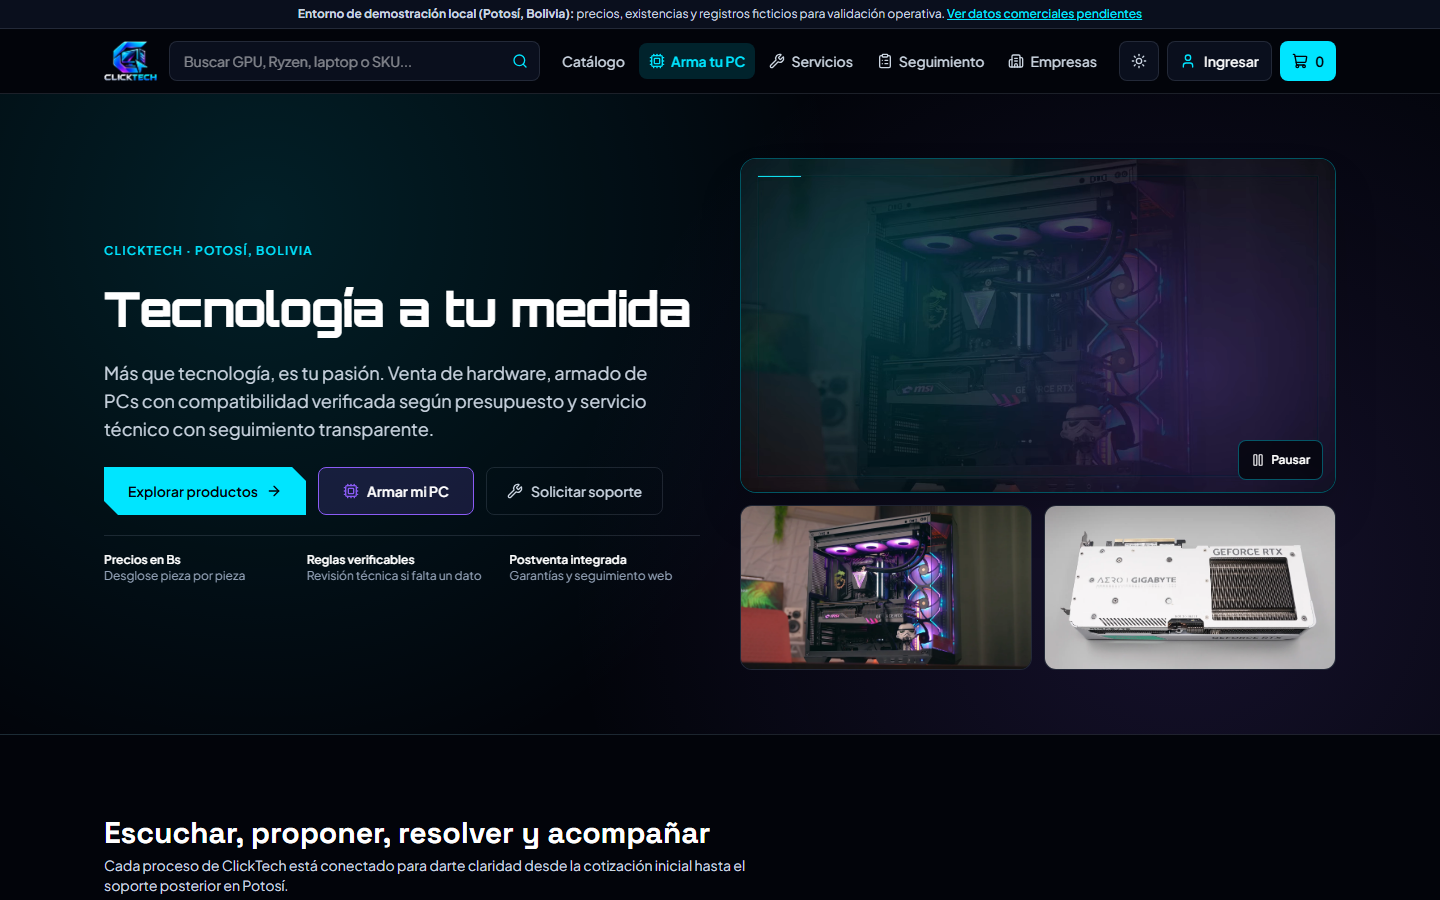 Entorno de demostración local (Potosí, Bolivia): precios, existencias y registros ficticios para validación operativa. Ver datos comerciales pendientes
CLICKTECH
Buscar GPU, Ryzen, laptop o SKU...
Catálogo
Arma tu PC
Servicios
Seguimiento
Empresas
Ingresar
0
CLICKTECH · POTOSÍ, BOLIVIA
Tecnología a tu medida
Más que tecnología, es tu pasión. Venta de hardware, armado de
PCs con compatibilidad verificada según presupuesto y servicio
técnico con seguimiento transparente.
Explorar productos
Armar mi PC
Solicitar soporte
Precios en Bs
Desglose pieza por pieza
Reglas verificables
Revisión técnica si falta un dato
Postventa integrada
Garantías y seguimiento web
msi
Pausar
GEFORCE RTX
AERO | GIGABYTE
GEFORCE RTX
Escuchar, proponer, resolver y acompañar
Cada proceso de ClickTech está conectado para darte claridad desde la cotización inicial hasta el
soporte posterior en Potosí.